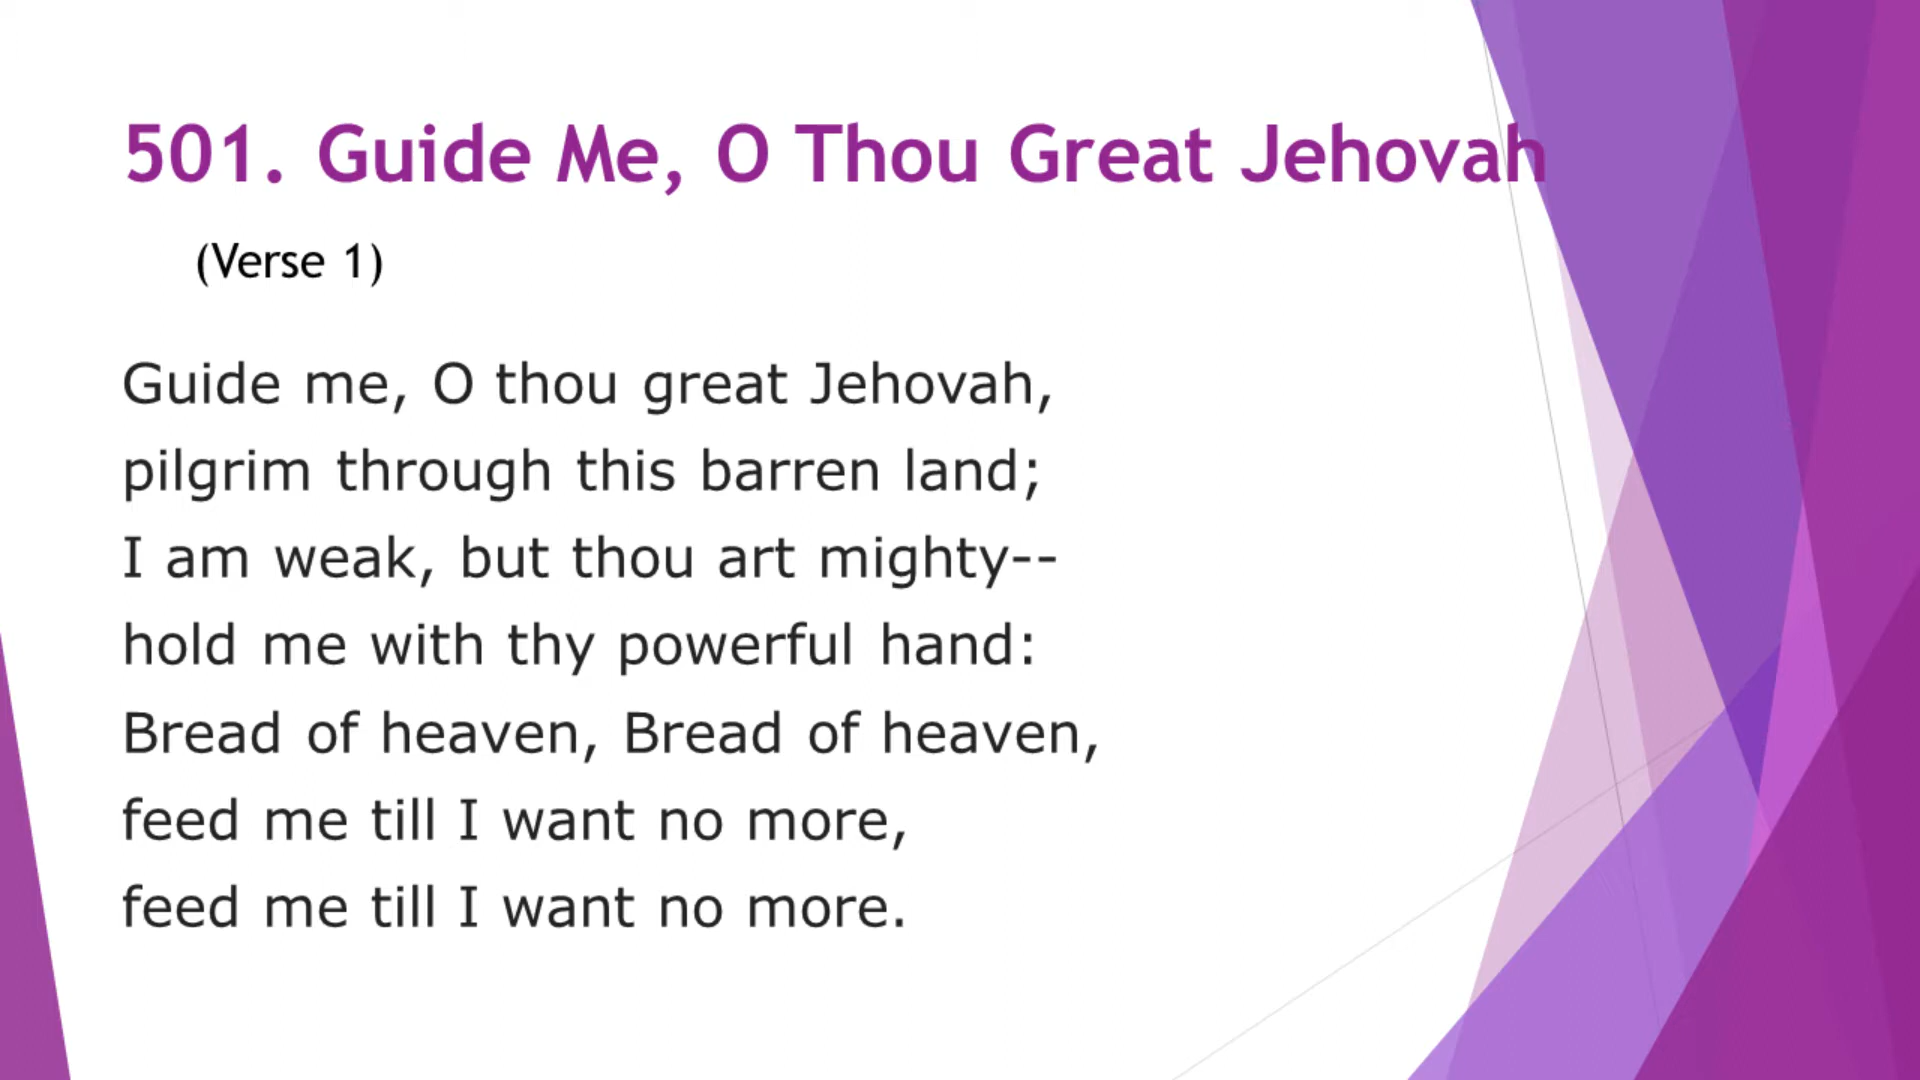 501. Guide Me, O Thou Great Jehovah
(Verse 1)
Guide me, O thou great Jehovah,
pilgrim through this barren land;
I am weak, but thou art mighty--
hold me with thy powerful hand:
Bread of heaven, Bread of heaven,
feed me till I want no more,
feed me till I want no more.